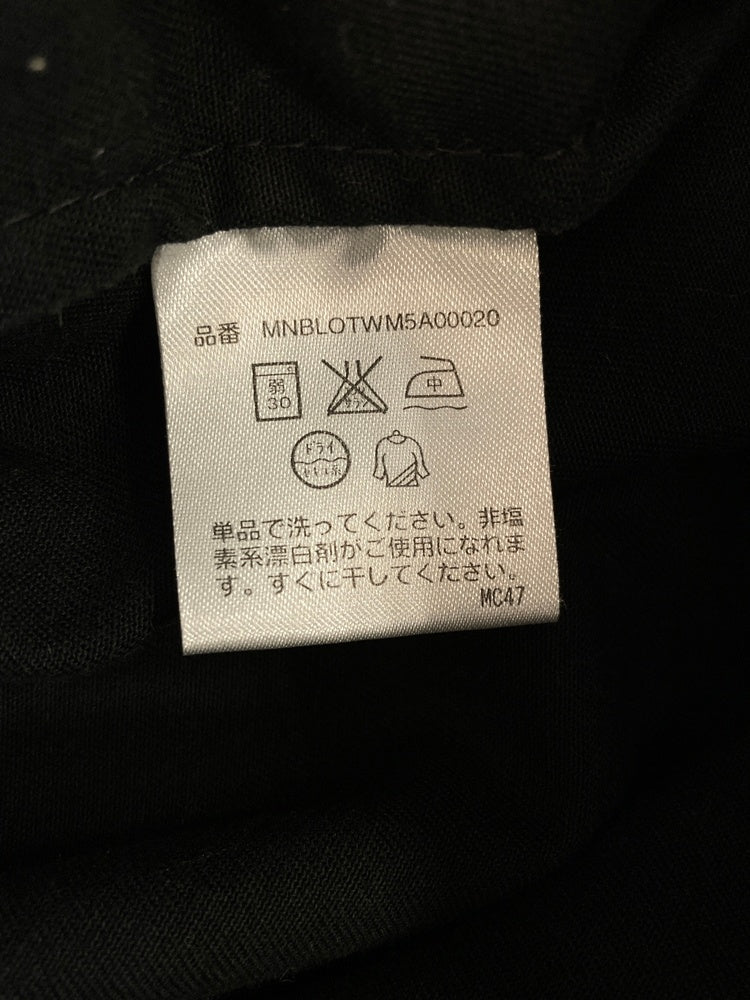 品番 MNBLOTWM5A00020
弱
30
中
ドライ
単品で洗ってください。非塩
素系漂白剤がご使用になれま
す。すぐに干してください。
MC47